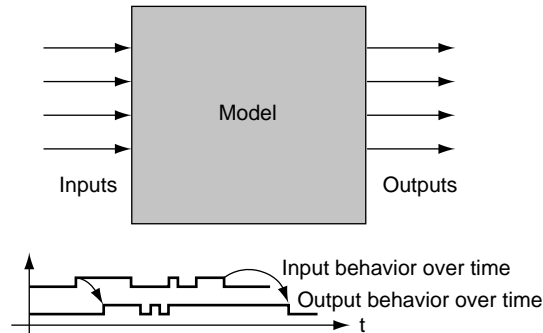 Model
Inputs
Outputs
Input behavior over time
Output behavior over time
t